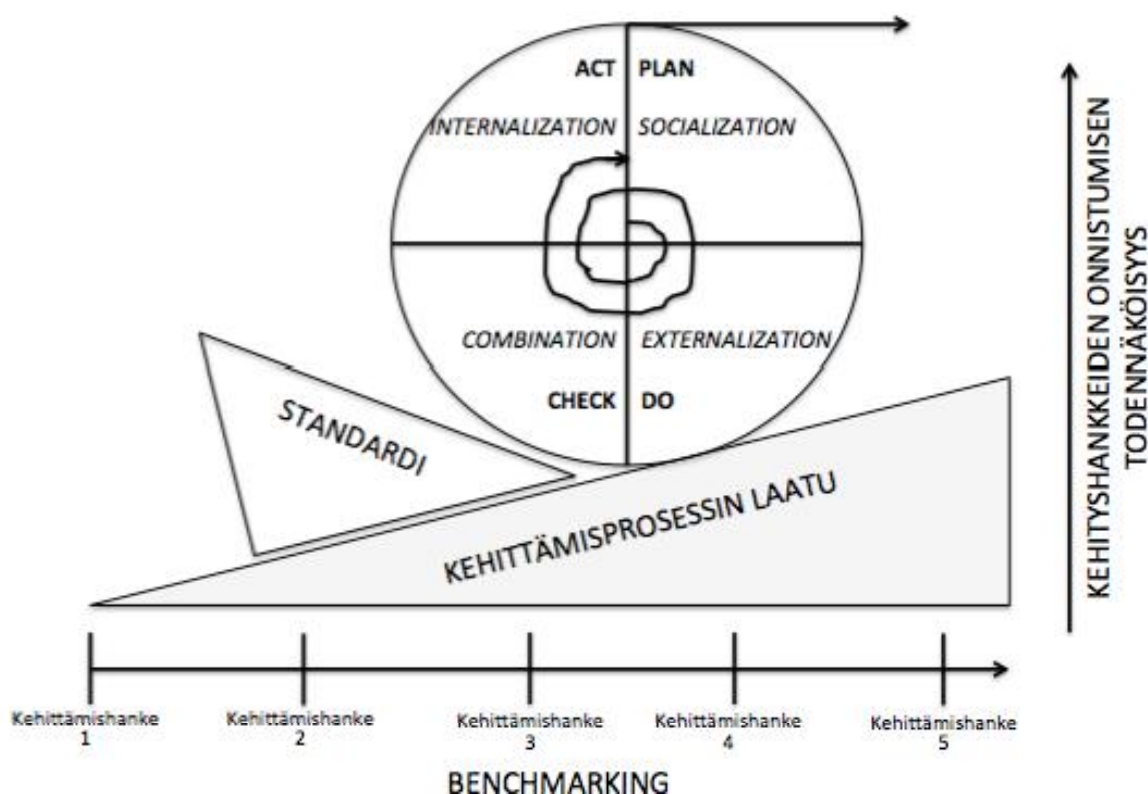 ACT PLAN
INTERNALIZATION SOCIALIZATION
COMBINATION EXTERNALIZATION
CHECK DO
STANDARDI
KEHITTÄMISPROSESSIN LAATU
KEHITYSHANKKEIDEN ONNISTUMISEN
TODENNÄKÖISYYS
Kehittämishanke
1
Kehittämishanke
2
Kehittämishanke
3
Kehittämishanke
4
Kehittämishanke
5
BENCHMARKING